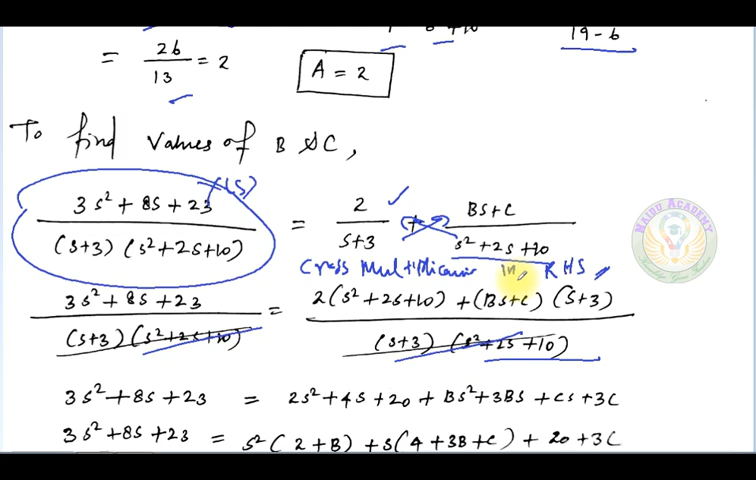 = 26/13 = 2 A = 2 19 - 6
To find values of B & C,
(3s² + 8s + 23)/((s+3)(s²+2s+10)) = 2/(s+3) + (Bs+c)/(s²+2s+10)
X(s)
Cross Multiplication in RHS,
(3s² + 8s + 23)/((s+3)(s²+2s+10)) = (2(s²+2s+10) + (Bs+c)(s+3))/((s+3)(s²+2s+10))
3s² + 8s + 23 = 2s² + 4s + 20 + Bs² + 3Bs + cs + 3c
3s² + 8s + 23 = s²(2+B) + s(4+3B+c) + 20 + 3c
NAIDU ACADEMY